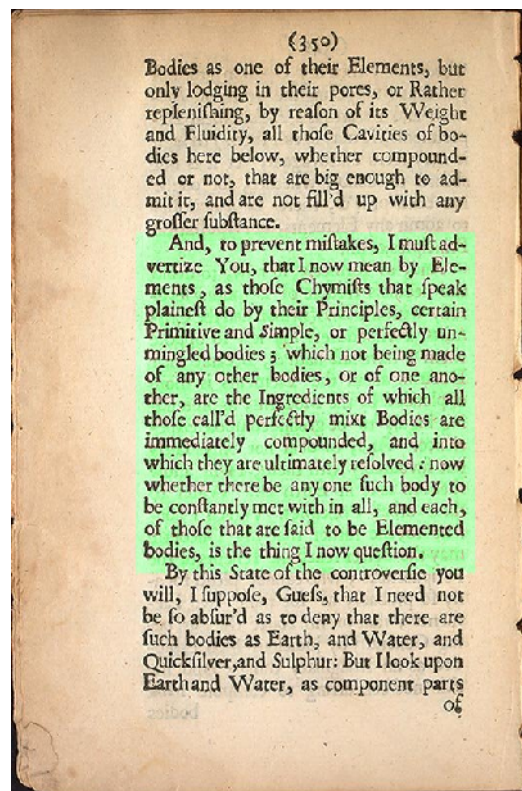 (350)
Bodies as one of their Elements, but
only lodging in their pores, or Rather
repleniſhing, by reaſon of its Weight
and Fluidity, all thoſe Cavities of bo-
dies here below, whether compound-
ed or not, that are big enough to ad-
mit it, and are not fill'd up with any
groſſer ſubſtance.
And, to prevent miſtakes, I muſt ad-
vertize You, that I now mean by Ele-
ments, as thoſe Chymiſts that ſpeak
plaineſt do by their Principles, certain
Primitive and Simple, or perfectly un-
mingled bodies; which not being made
of any other bodies, or of one ano-
ther, are the Ingredients of which all
thoſe call'd perfectly mixt Bodies are
immediately compounded, and into
which they are ultimately reſolved: now
whether there be any one ſuch body to
be conſtantly met with in all, and each,
of thoſe that are ſaid to be Elemented
bodies, is the thing I now queſtion.
By this State of the controverſie you
will, I ſuppoſe, Gueſs, that I need not
be ſo abſur'd as to deny that there are
ſuch bodies as Earth, and Water, and
Quickſilver, and Sulphur: But I look upon
Earth and Water, as component parts
of